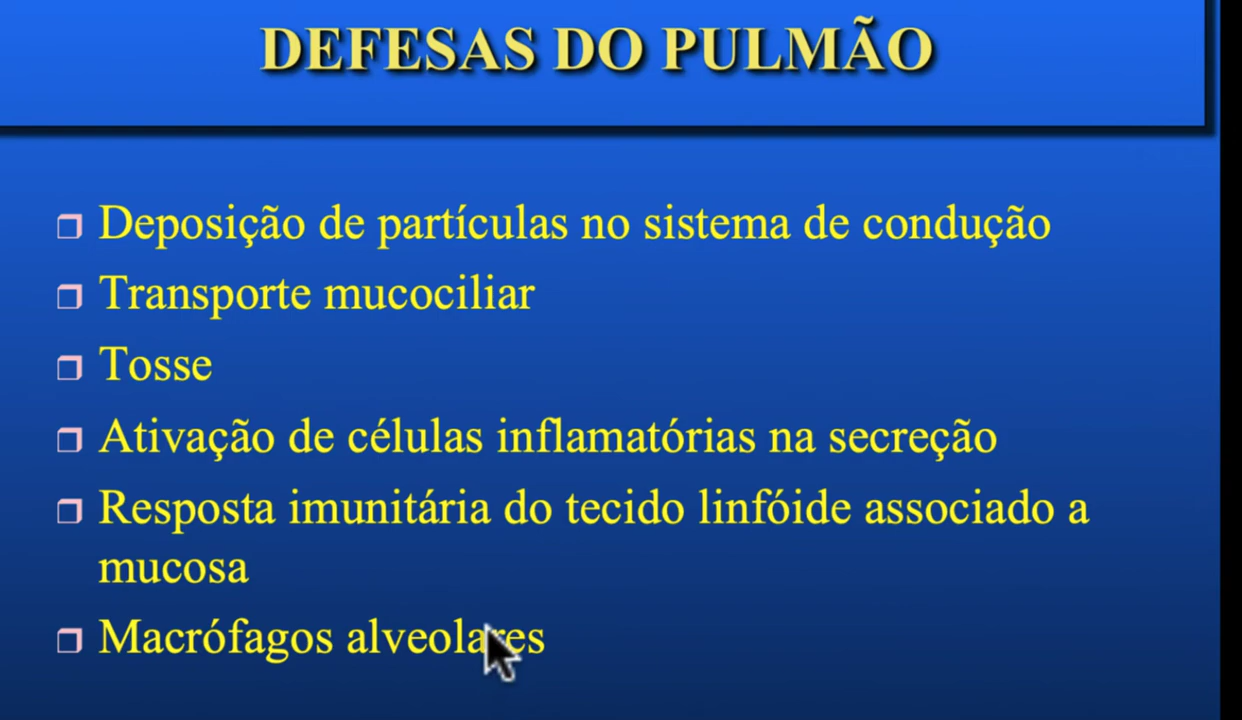 DEFESAS DO PULMÃO
Deposição de partículas no sistema de condução
Transporte mucociliar
Tosse
Ativação de células inflamatórias na secreção
Resposta imunitária do tecido linfóide associado a
mucosa
Macrófagos alveolares